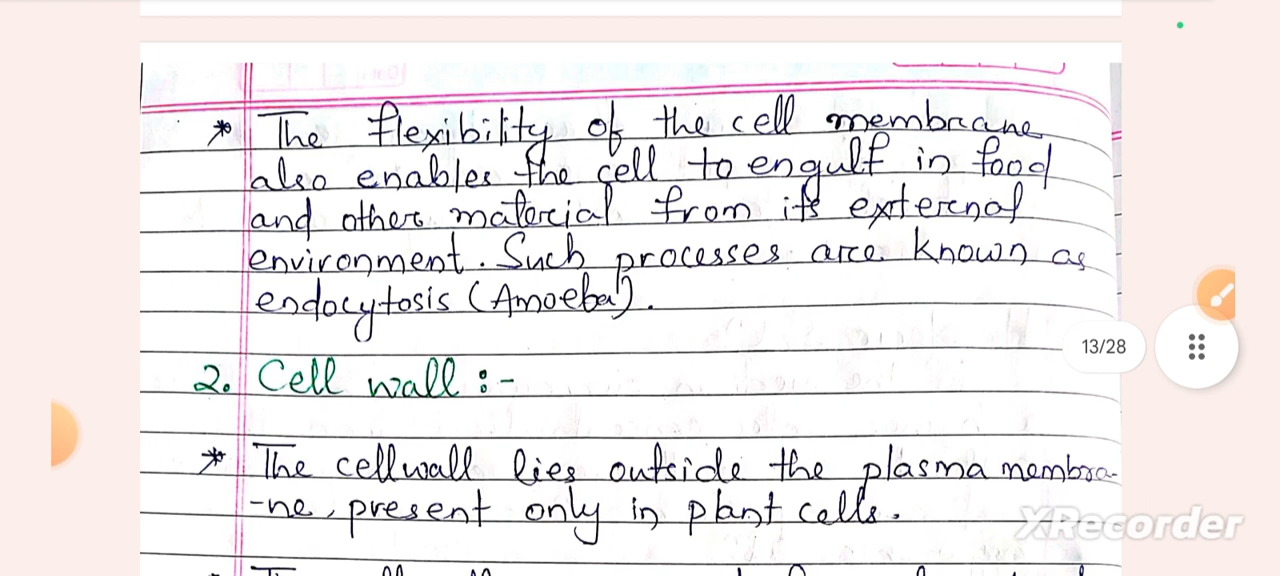 * The flexibility of the cell membrane
also enables the cell to engulf in food
and other material from its external
environment. Such processes are known as
endocytosis (Amoeba).
13/28
2. Cell wall :-
* The cellwall lies outside the plasma membra-
-ne, present only in plant cells.
XRecorder